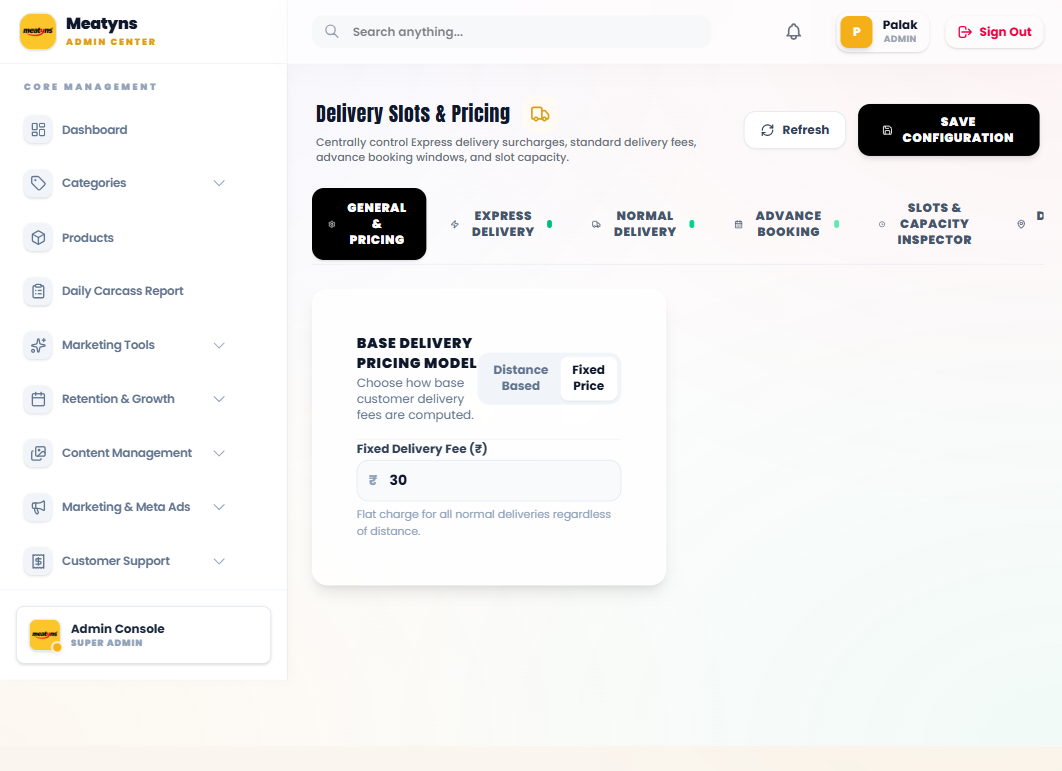 meatyns
Meatyns
ADMIN CENTER
Search anything...
P
Palak
ADMIN
Sign Out
CORE MANAGEMENT
Dashboard
Categories
Products
Daily Carcass Report
Marketing Tools
Retention & Growth
Content Management
Marketing & Meta Ads
Customer Support
meatyns
Admin Console
SUPER ADMIN
Delivery Slots & Pricing
Centrally control Express delivery surcharges, standard delivery fees,
advance booking windows, and slot capacity.
Refresh
SAVE
CONFIGURATION
GENERAL
&
PRICING
EXPRESS
DELIVERY
NORMAL
DELIVERY
ADVANCE
BOOKING
SLOTS &
CAPACITY
INSPECTOR
D
BASE DELIVERY
PRICING MODEL
Choose how base
customer delivery
fees are computed.
Distance
Based
Fixed
Price
Fixed Delivery Fee (₹)
₹ 30
Flat charge for all normal deliveries regardless
of distance.